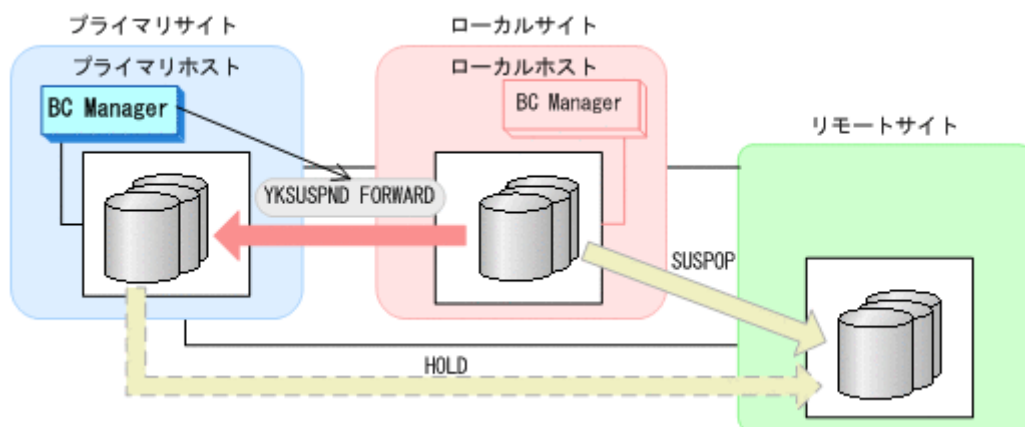 プライマリサイト
ローカルサイト
プライマリホスト
ローカルホスト
BC Manager
BC Manager
リモートサイト
YKSUSPND FORWARD
SUSPOP
HOLD